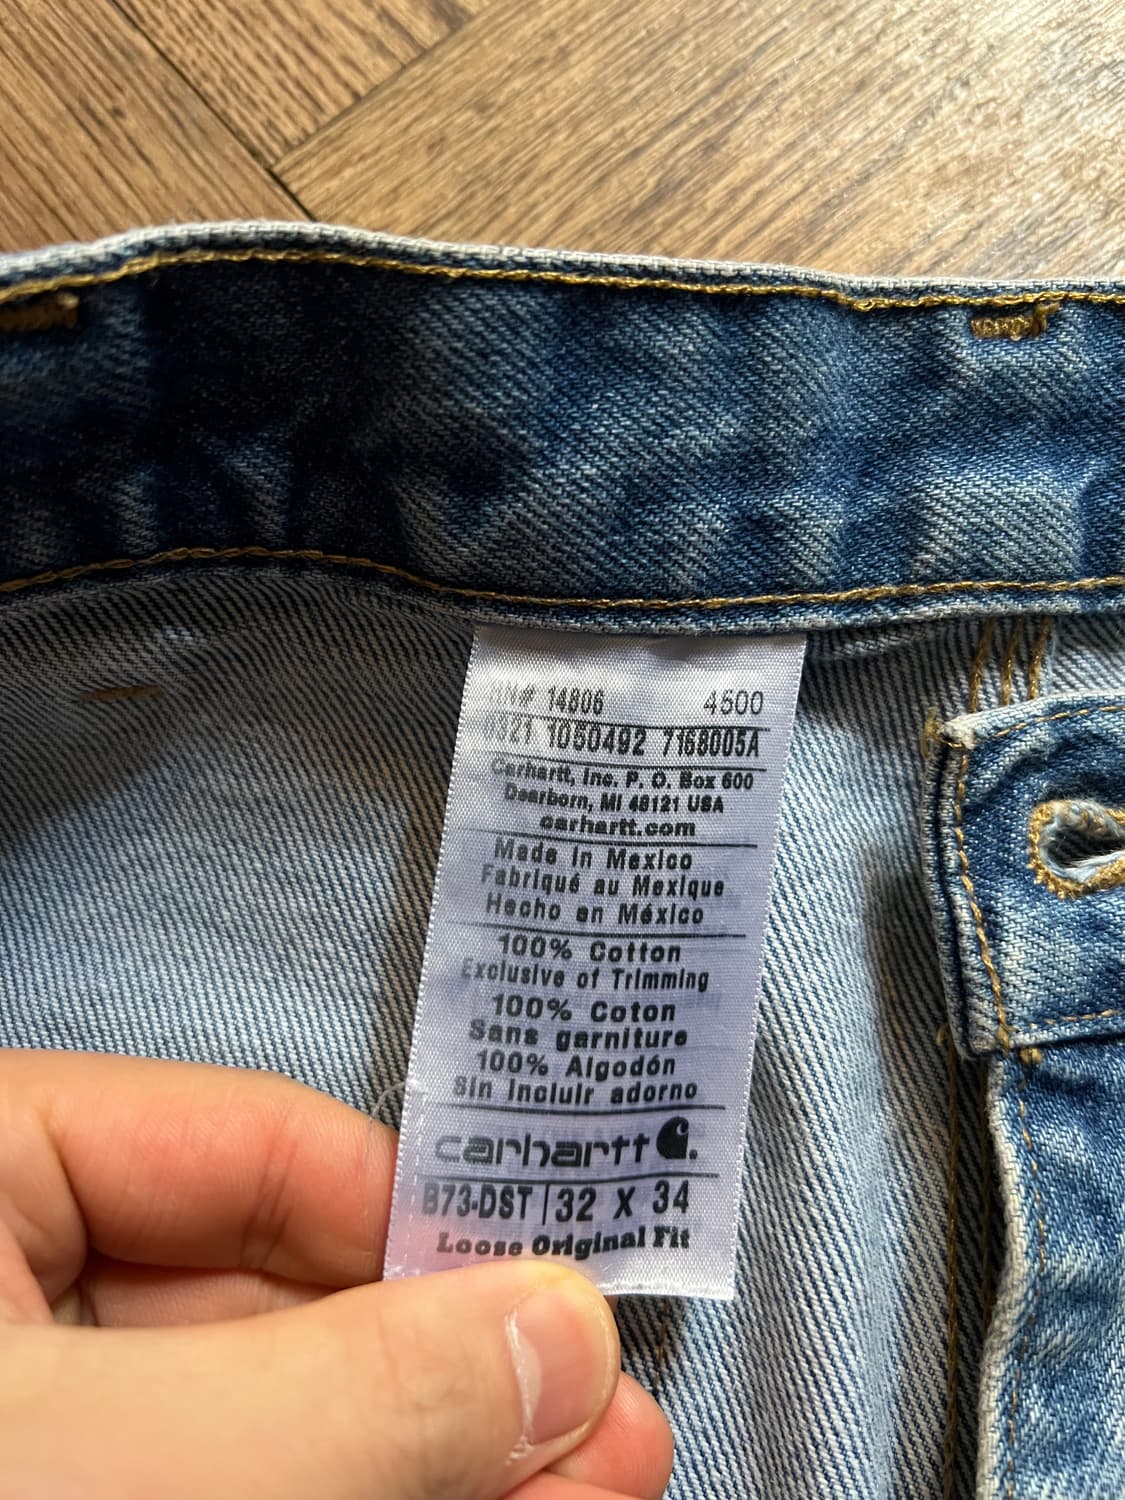 RN# 14806 4500
0321 1050492 7168005A
Carhartt, Inc. P. O. Box 600
Dearborn, MI 48121 USA
carhartt.com
Made in Mexico
Fabriqué au Mexique
Hecho en México
100% Cotton
Exclusive of Trimming
100% Coton
Sans garniture
100% Algodón
Sin incluir adorno
carhartt
B73-DST | 32 X 34
Loose Original Fit